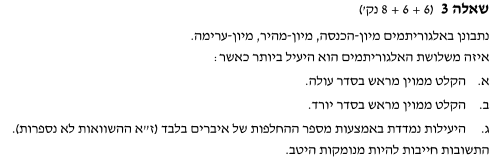 שאלה 3 (6 + 6 + 8 נק')
נתבונן באלגוריתמים מיון-הכנסה, מיון-מהיר, מיון-ערימה.
איזה משלושת האלגוריתמים הוא היעיל ביותר כאשר:
א. הקלט ממוין מראש בסדר עולה.
ב. הקלט ממוין מראש בסדר יורד.
ג. היעילות נמדדת באמצעות מספר ההחלפות של איברים בלבד (ז"א ההשוואות לא נספרות).
התשובות חייבות להיות מנומקות היטב.